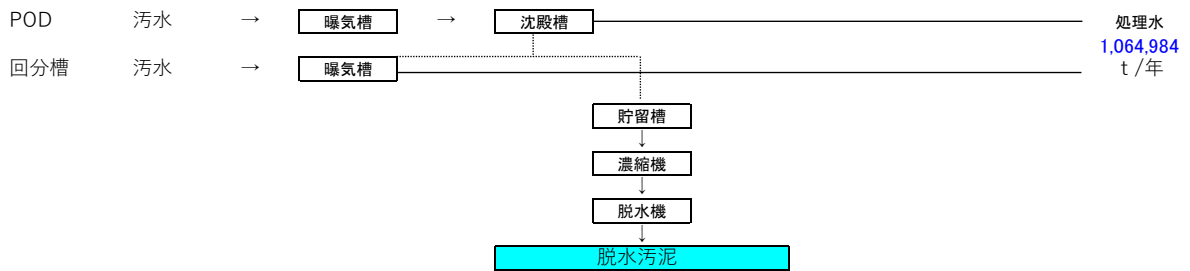 POD 汚水 → 曝気槽 → 沈殿槽 処理水
1,064,984
回分槽 汚水 → 曝気槽 t /年
貯留槽
↓
濃縮機
↓
脱水機
↓
脱水汚泥